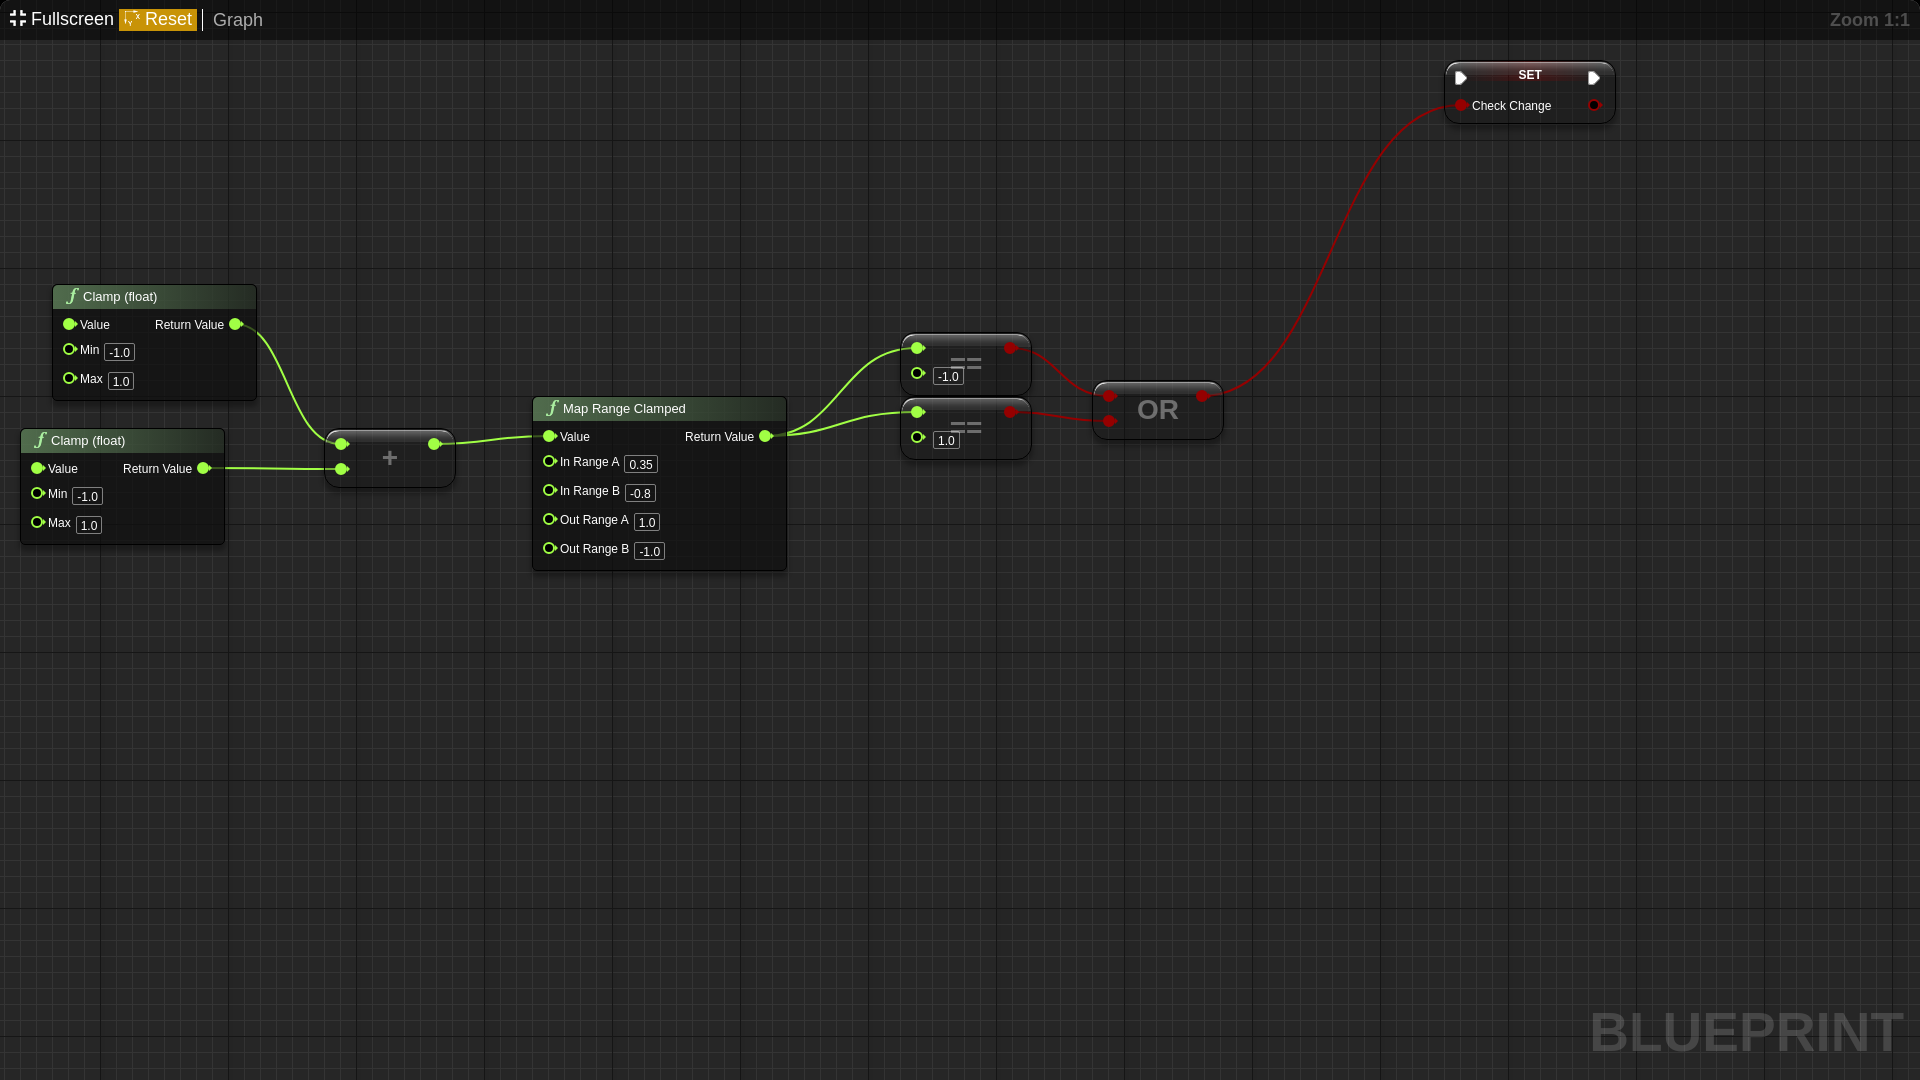 Fullscreen Reset Graph Zoom 1:1
SET
Check Change
Clamp (float)
Value Return Value
Min -1.0
Max 1.0
Clamp (float)
Value Return Value
Min -1.0
Max 1.0
+
Map Range Clamped
Value Return Value
In Range A 0.35
In Range B -0.8
Out Range A 1.0
Out Range B -1.0
==
-1.0
==
1.0
OR
BLUEPRINT